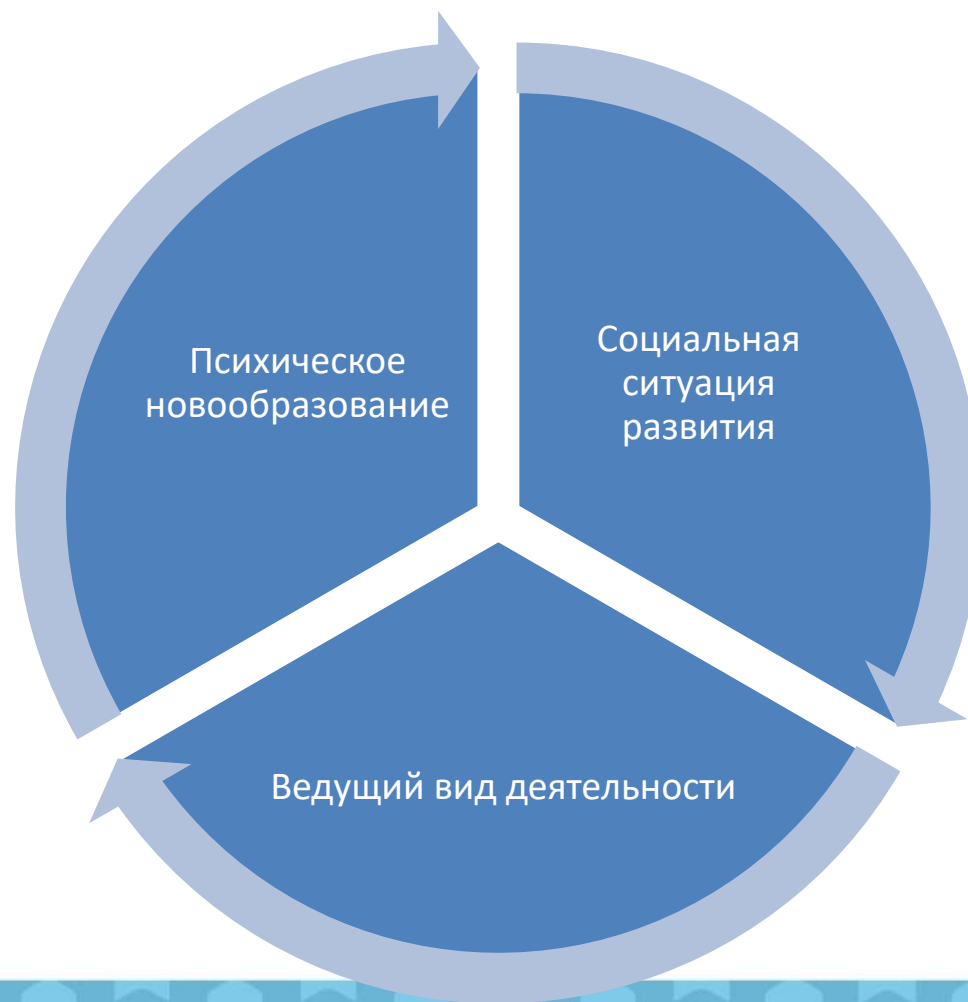 Психическое
новообразование
Социальная
ситуация
развития
Ведущий вид деятельности